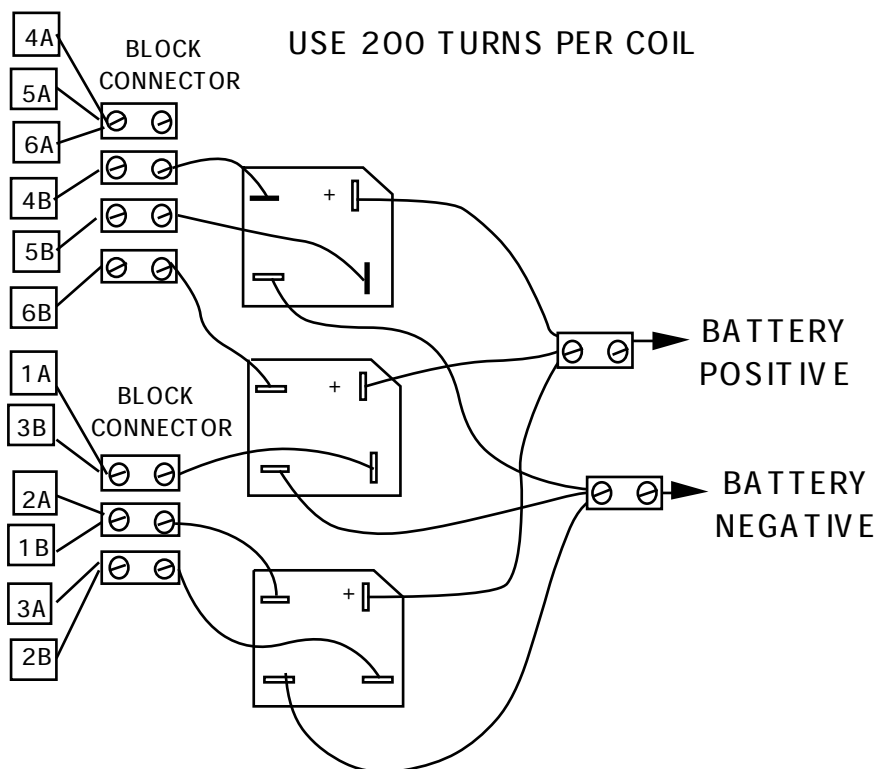 USE 200 TURNS PER COIL
4A
5A
6A
4B
5B
6B
BLOCK
CONNECTOR
+
BATTERY
POSITIVE
1A
3B
2A
1B
3A
2B
BLOCK
CONNECTOR
+
BATTERY
NEGATIVE
+